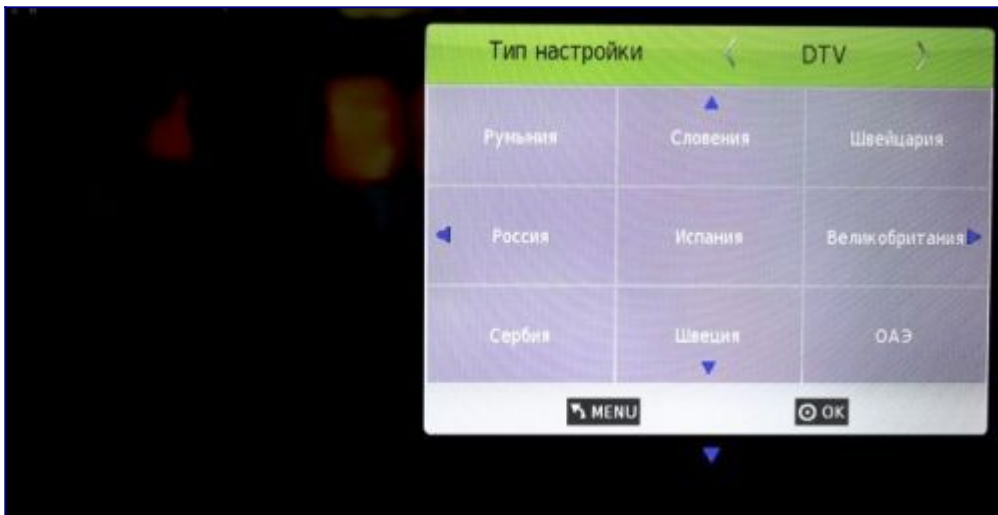 Тип настройки DTV
Румыния Словения Швейцария
Россия Испания Великобритания
Сербия Швеция ОАЭ
MENU OK